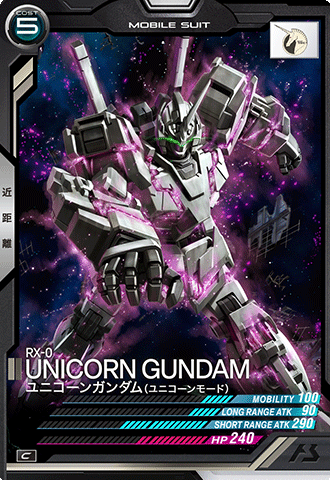 COST
5
MOBILE SUIT
近距離
RX-0
UNICORN GUNDAM
ユニコーンガンダム(ユニコーンモード)
MOBILITY 100
LONG RANGE ATK 90
SHORT RANGE ATK 290
HP 240
C